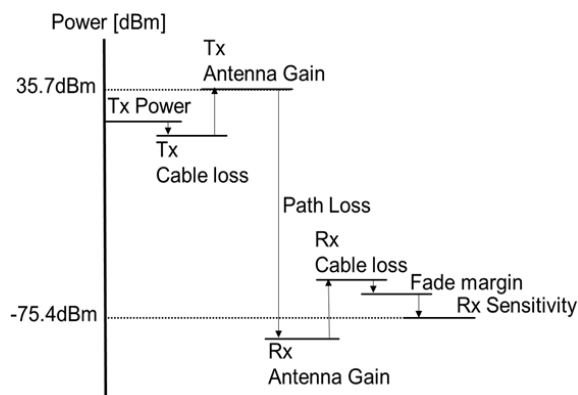 Power [dBm]
Tx
Antenna Gain
35.7dBm
Tx Power
Tx
Cable loss
Path Loss
Rx
Cable loss
Fade margin
Rx Sensitivity
-75.4dBm
Rx
Antenna Gain